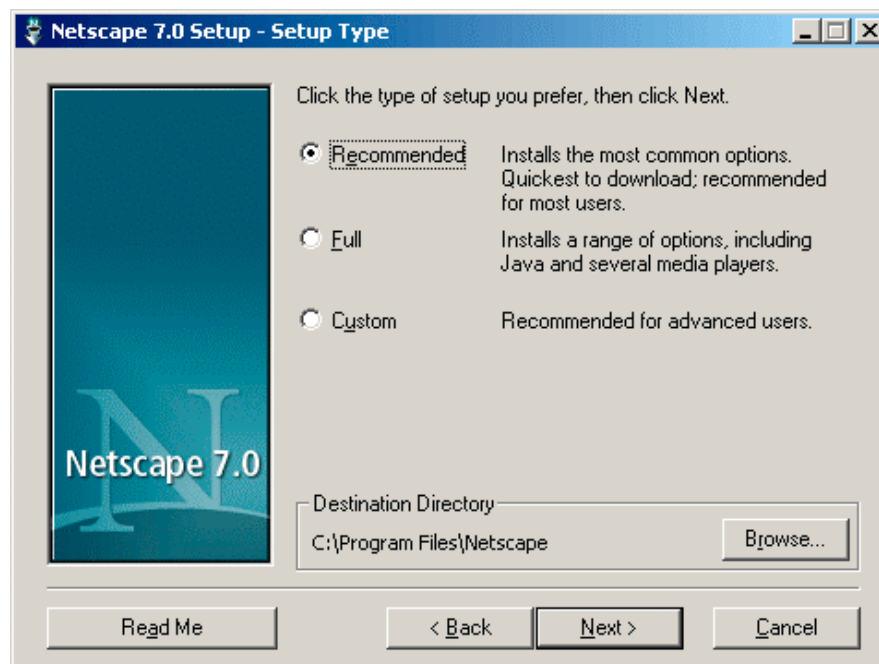 Netscape 7.0 Setup - Setup Type
Click the type of setup you prefer, then click Next.
Recommended
Installs the most common options.
Quickest to download; recommended
for most users.
Full
Installs a range of options, including
Java and several media players.
Custom
Recommended for advanced users.
N
Netscape 7.0
Destination Directory
C:\Program Files\Netscape
Browse...
Read Me
< Back
Next >
Cancel